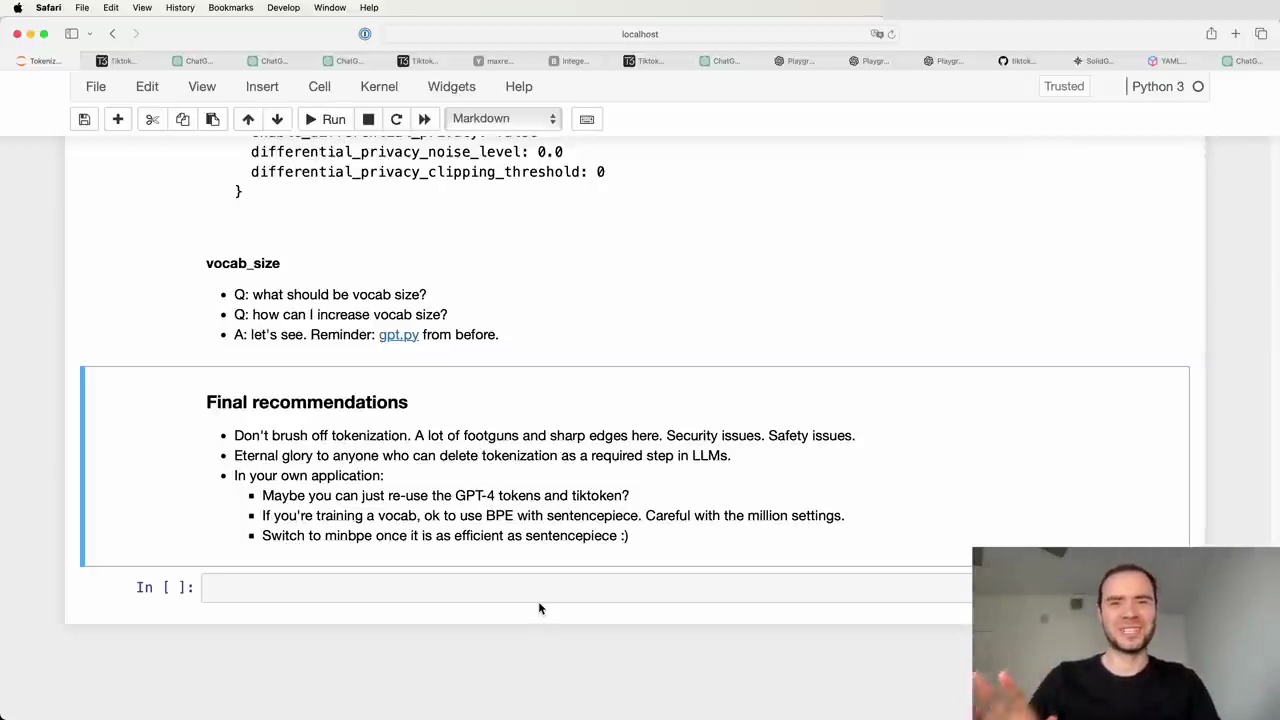 Safari File Edit View History Bookmarks Develop Window Help
localhost
Tokeniz... Tiktok... ChatG... ChatG... ChatG... Tiktok... maxre... Intege... Tiktok... ChatG... Playgr... Playgr... Playgr... tiktok... SolidG... YAML... ChatG...
File Edit View Insert Cell Kernel Widgets Help Trusted Python 3
Run Markdown
differential_privacy_noise_level: 0.0
differential_privacy_clipping_threshold: 0
}
vocab_size
• Q: what should be vocab size?
• Q: how can I increase vocab size?
• A: let's see. Reminder: gpt.py from before.
Final recommendations
• Don't brush off tokenization. A lot of footguns and sharp edges here. Security issues. Safety issues.
• Eternal glory to anyone who can delete tokenization as a required step in LLMs.
• In your own application:
▪ Maybe you can just re-use the GPT-4 tokens and tiktoken?
▪ If you're training a vocab, ok to use BPE with sentencepiece. Careful with the million settings.
▪ Switch to minbpe once it is as efficient as sentencepiece :)
In [ ]: